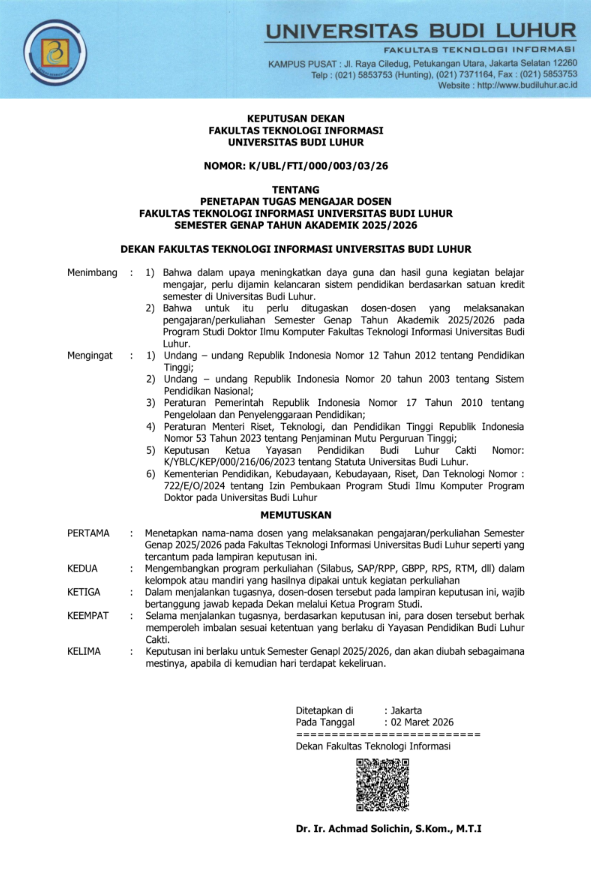 UNIVERSITAS BUDI LUHUR
FAKULTAS TEKNOLOGI INFORMASI
KAMPUS PUSAT : Jl. Raya Ciledug, Petukangan Utara, Jakarta Selatan 12260
Telp : (021) 5853753 (Hunting), (021) 7371164, Fax : (021) 5853753
Website : http://www.budiluhur.ac.id
KEPUTUSAN DEKAN
FAKULTAS TEKNOLOGI INFORMASI
UNIVERSITAS BUDI LUHUR
NOMOR: K/UBL/FTI/000/003/03/26
TENTANG
PENETAPAN TUGAS MENGAJAR DOSEN
FAKULTAS TEKNOLOGI INFORMASI UNIVERSITAS BUDI LUHUR
SEMESTER GENAP TAHUN AKADEMIK 2025/2026
DEKAN FAKULTAS TEKNOLOGI INFORMASI UNIVERSITAS BUDI LUHUR
Menimbang : 1) Bahwa dalam upaya meningkatkan daya guna dan hasil guna kegiatan belajar
mengajar, perlu dijamin kelancaran sistem pendidikan berdasarkan satuan kredit
semester di Universitas Budi Luhur.
2) Bahwa untuk itu perlu ditugaskan dosen-dosen yang melaksanakan
pengajaran/perkuliahan Semester Genap Tahun Akademik 2025/2026 pada
Program Studi Doktor Ilmu Komputer Fakultas Teknologi Informasi Universitas Budi
Luhur.
Mengingat : 1) Undang – undang Republik Indonesia Nomor 12 Tahun 2012 tentang Pendidikan
Tinggi;
2) Undang – undang Republik Indonesia Nomor 20 tahun 2003 tentang Sistem
Pendidikan Nasional;
3) Peraturan Pemerintah Republik Indonesia Nomor 17 Tahun 2010 tentang
Pengelolaan dan Penyelenggaraan Pendidikan;
4) Peraturan Menteri Riset, Teknologi, dan Pendidikan Tinggi Republik Indonesia
Nomor 53 Tahun 2023 tentang Penjaminan Mutu Perguruan Tinggi;
5) Keputusan Ketua Yayasan Pendidikan Budi Luhur Cakti Nomor:
K/YBLC/KEP/000/216/06/2023 tentang Statuta Universitas Budi Luhur.
6) Kementerian Pendidikan, Kebudayaan, Kebudayaan, Riset, Dan Teknologi Nomor :
722/E/O/2024 tentang Izin Pembukaan Program Studi Ilmu Komputer Program
Doktor pada Universitas Budi Luhur
MEMUTUSKAN
PERTAMA : Menetapkan nama-nama dosen yang melaksanakan pengajaran/perkuliahan Semester
Genap 2025/2026 pada Fakultas Teknologi Informasi Universitas Budi Luhur seperti yang
tercantum pada lampiran keputusan ini.
KEDUA : Mengembangkan program perkuliahan (Silabus, SAP/RPP, GBPP, RPS, RTM, dll) dalam
kelompok atau mandiri yang hasilnya dipakai untuk kegiatan perkuliahan
KETIGA : Dalam menjalankan tugasnya, dosen-dosen tersebut pada lampiran keputusan ini, wajib
bertanggung jawab kepada Dekan melalui Ketua Program Studi.
KEEMPAT : Selama menjalankan tugasnya, berdasarkan keputusan ini, para dosen tersebut berhak
memperoleh imbalan sesuai ketentuan yang berlaku di Yayasan Pendidikan Budi Luhur
Cakti.
KELIMA : Keputusan ini berlaku untuk Semester Genapl 2025/2026, dan akan diubah sebagaimana
mestinya, apabila di kemudian hari terdapat kekeliruan.
Ditetapkan di : Jakarta
Pada Tanggal : 02 Maret 2026
==========================
Dekan Fakultas Teknologi Informasi
Dr. Ir. Achmad Solichin, S.Kom., M.T.I